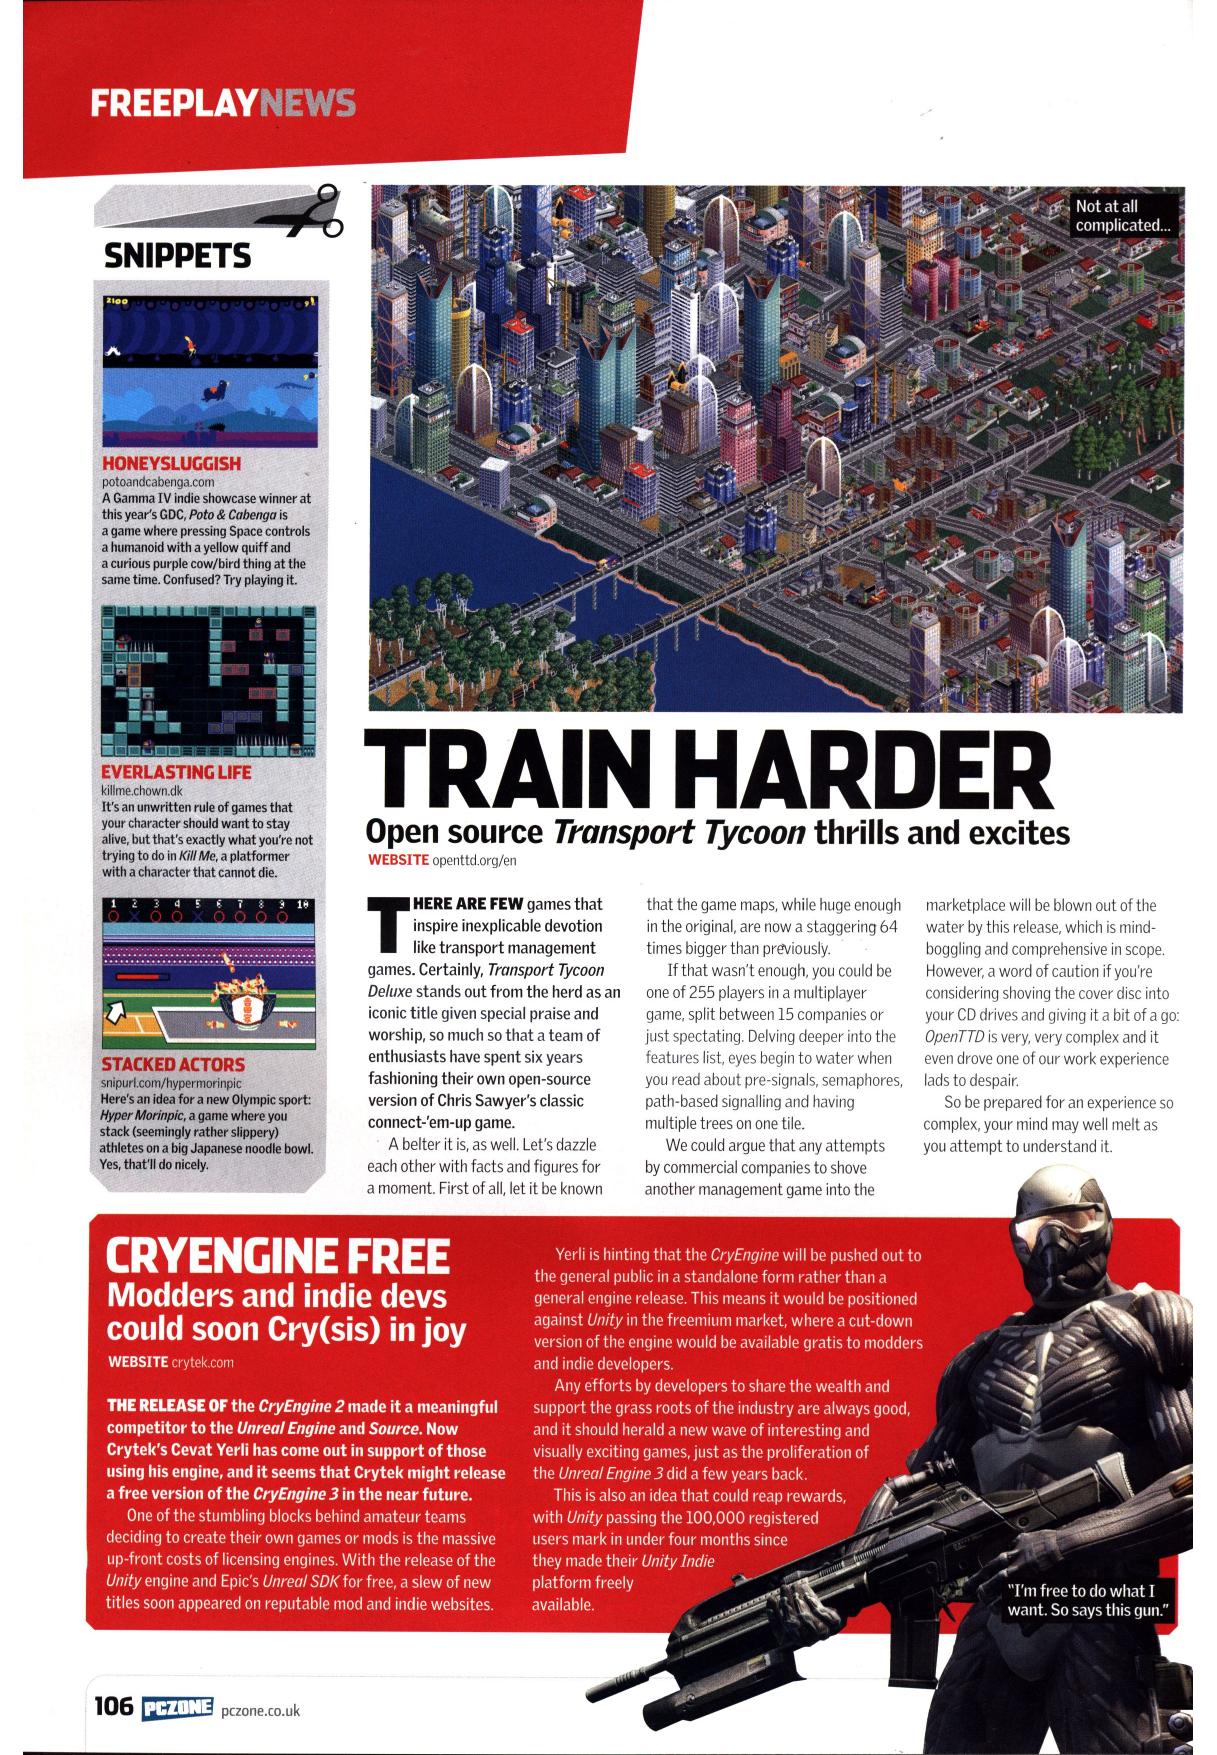 FREEPLAYNEWS
SNIPPETS
2100
HONEYSLUGGISH
potoandcabenga.com
A Gamma IV indie showcase winner at
this year's GDC, Poto & Cabenga is
a game where pressing Space controls
a humanoid with a yellow quiff and
a curious purple cow/bird thing at the
same time. Confused? Try playing it.
EVERLASTING LIFE
killme.chown.dk
It's an unwritten rule of games that
your character should want to stay
alive, but that's exactly what you're not
trying to do in Kill Me, a platformer
with a character that cannot die.
1 2 3 4 5 6 7 8 9 10
STACKED ACTORS
snipurl.com/hypermorinpic
Here's an idea for a new Olympic sport:
Hyper Morinpic, a game where you
stack (seemingly rather slippery)
athletes on a big Japanese noodle bowl.
Yes, that'll do nicely.
Not at all
complicated...
TRAIN HARDER
Open source Transport Tycoon thrills and excites
WEBSITE openttd.org/en
THERE ARE FEW games that
inspire inexplicable devotion
like transport management
games. Certainly, Transport Tycoon
Deluxe stands out from the herd as an
iconic title given special praise and
worship, so much so that a team of
enthusiasts have spent six years
fashioning their own open-source
version of Chris Sawyer's classic
connect-'em-up game.
A belter it is, as well. Let's dazzle
each other with facts and figures for
a moment. First of all, let it be known
that the game maps, while huge enough
in the original, are now a staggering 64
times bigger than previously.
If that wasn't enough, you could be
one of 255 players in a multiplayer
game, split between 15 companies or
just spectating. Delving deeper into the
features list, eyes begin to water when
you read about pre-signals, semaphores,
path-based signalling and having
multiple trees on one tile.
We could argue that any attempts
by commercial companies to shove
another management game into the
marketplace will be blown out of the
water by this release, which is mind-
boggling and comprehensive in scope.
However, a word of caution if you're
considering shoving the cover disc into
your CD drives and giving it a bit of a go:
OpenTTD is very, very complex and it
even drove one of our work experience
lads to despair.
So be prepared for an experience so
complex, your mind may well melt as
you attempt to understand it.
CRYENGINE FREE
Modders and indie devs
could soon Cry(sis) in joy
WEBSITE crytek.com
THE RELEASE OF the CryEngine 2 made it a meaningful
competitor to the Unreal Engine and Source. Now
Crytek's Cevat Yerli has come out in support of those
using his engine, and it seems that Crytek might release
a free version of the CryEngine 3 in the near future.
One of the stumbling blocks behind amateur teams
deciding to create their own games or mods is the massive
up-front costs of licensing engines. With the release of the
Unity engine and Epic's Unreal SDK for free, a slew of new
titles soon appeared on reputable mod and indie websites.
Yerli is hinting that the CryEngine will be pushed out to
the general public in a standalone form rather than a
general engine release. This means it would be positioned
against Unity in the freemium market, where a cut-down
version of the engine would be available gratis to modders
and indie developers.
Any efforts by developers to share the wealth and
support the grass roots of the industry are always good,
and it should herald a new wave of interesting and
visually exciting games, just as the proliferation of
the Unreal Engine 3 did a few years back.
This is also an idea that could reap rewards,
with Unity passing the 100,000 registered
users mark in under four months since
they made their Unity Indie
platform freely
available.
"I'm free to do what I
want. So says this gun."
106 PCZONE pczone.co.uk